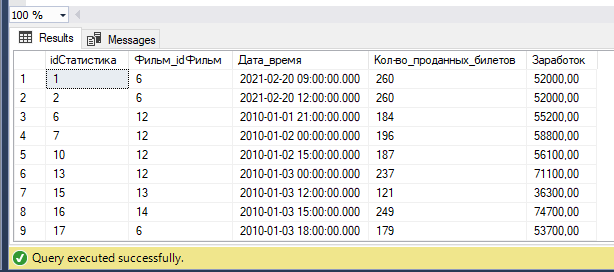 100 %
Results Messages
idСтатистика Фильм_idФильм Дата_время Кол-во_проданных_билетов Заработок
1 1 6 2021-02-20 09:00:00.000 260 52000,00
2 2 6 2021-02-20 12:00:00.000 260 52000,00
3 6 12 2010-01-01 21:00:00.000 184 55200,00
4 7 12 2010-01-02 00:00:00.000 196 58800,00
5 10 12 2010-01-02 15:00:00.000 187 56100,00
6 13 12 2010-01-03 00:00:00.000 237 71100,00
7 15 13 2010-01-03 12:00:00.000 121 36300,00
8 16 14 2010-01-03 15:00:00.000 249 74700,00
9 17 6 2010-01-03 18:00:00.000 179 53700,00
Query executed successfully.